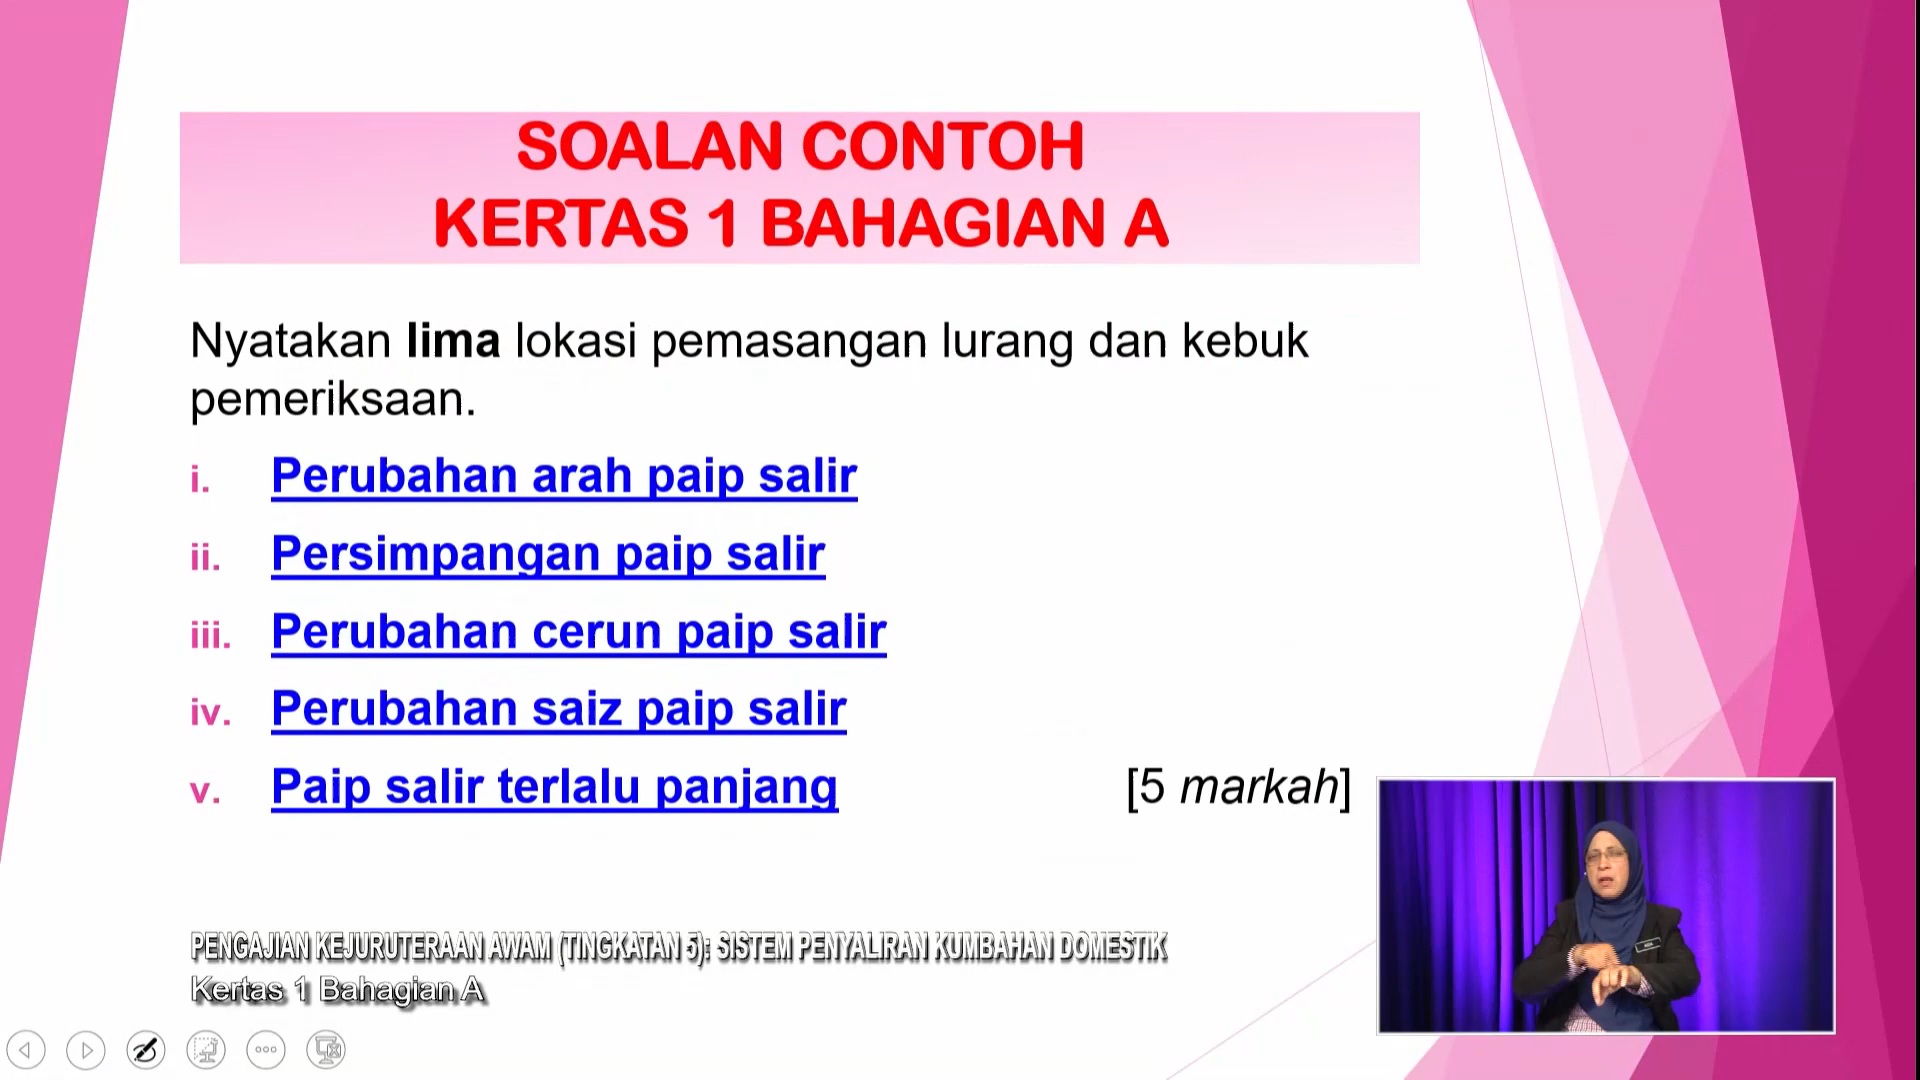 SOALAN CONTOH
KERTAS 1 BAHAGIAN A
Nyatakan lima lokasi pemasangan lurang dan kebuk
pemeriksaan.
i. Perubahan arah paip salir
ii. Persimpangan paip salir
iii. Perubahan cerun paip salir
iv. Perubahan saiz paip salir
v. Paip salir terlalu panjang [5 markah]
PENGAJIAN KEJURUTERAAN AWAM (TINGKATAN 5): SISTEM PENYALIRAN KUMBAHAN DOMESTIK
Kertas 1 Bahagian A